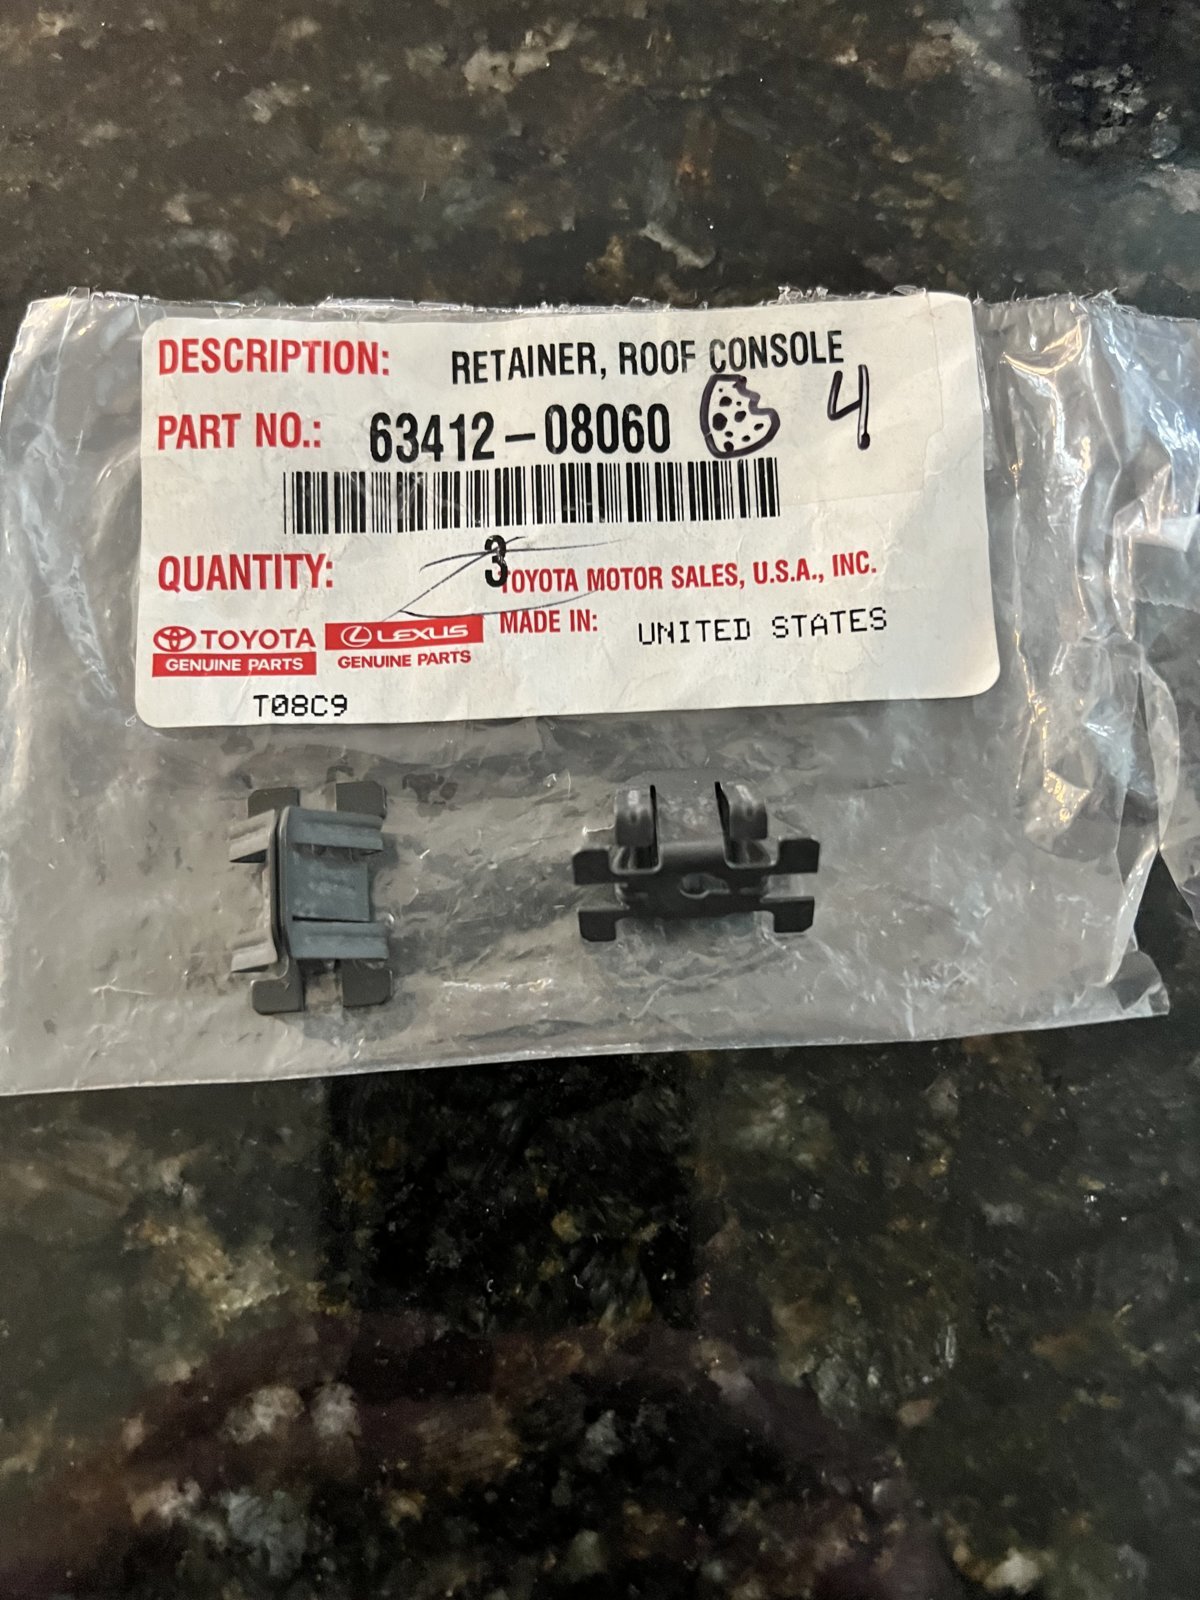 DESCRIPTION: RETAINER, ROOF CONSOLE
PART NO.: 63412-08060 4
QUANTITY: 3
TOYOTA MOTOR SALES, U.S.A., INC.
TOYOTA LEXUS MADE IN: UNITED STATES
GENUINE PARTS GENUINE PARTS
T08C9